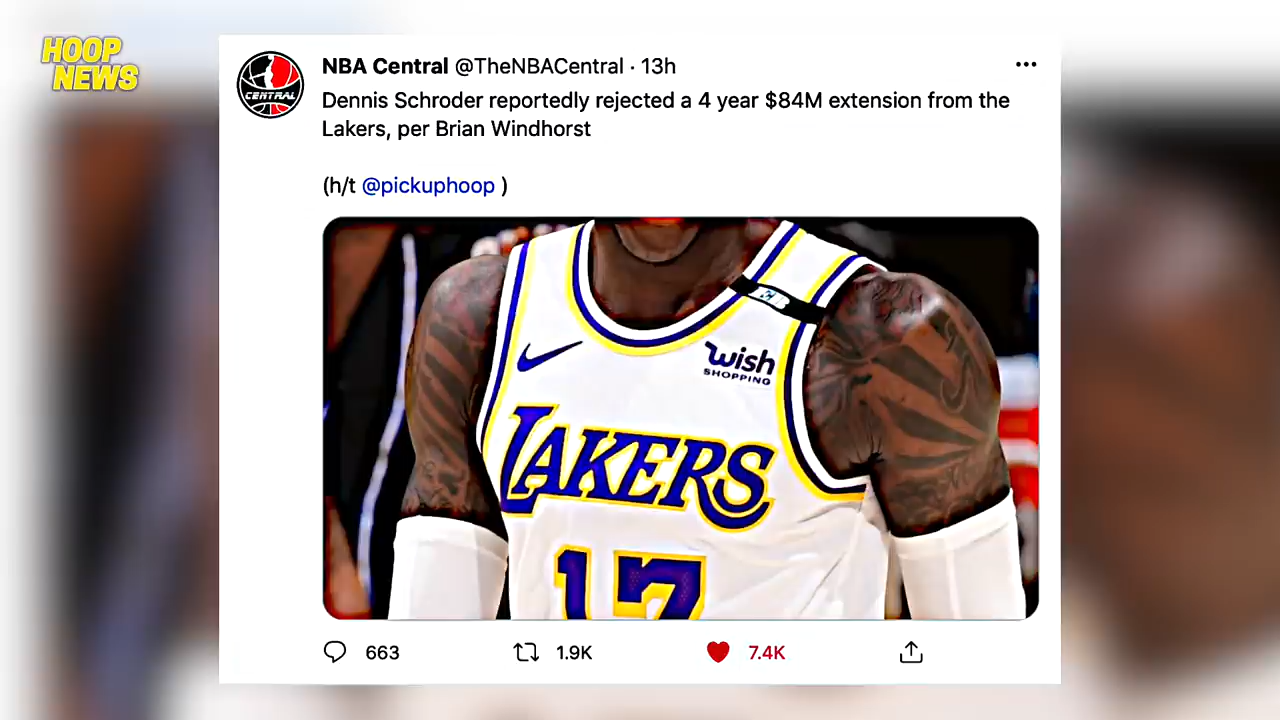 HOOP
NEWS
NBA Central @TheNBACentral · 13h
CENTRAL
Dennis Schroder reportedly rejected a 4 year $84M extension from the
Lakers, per Brian Windhorst
(h/t @pickuphoop )
wish
SHOPPING
LAKERS
17
663
1.9K
7.4K